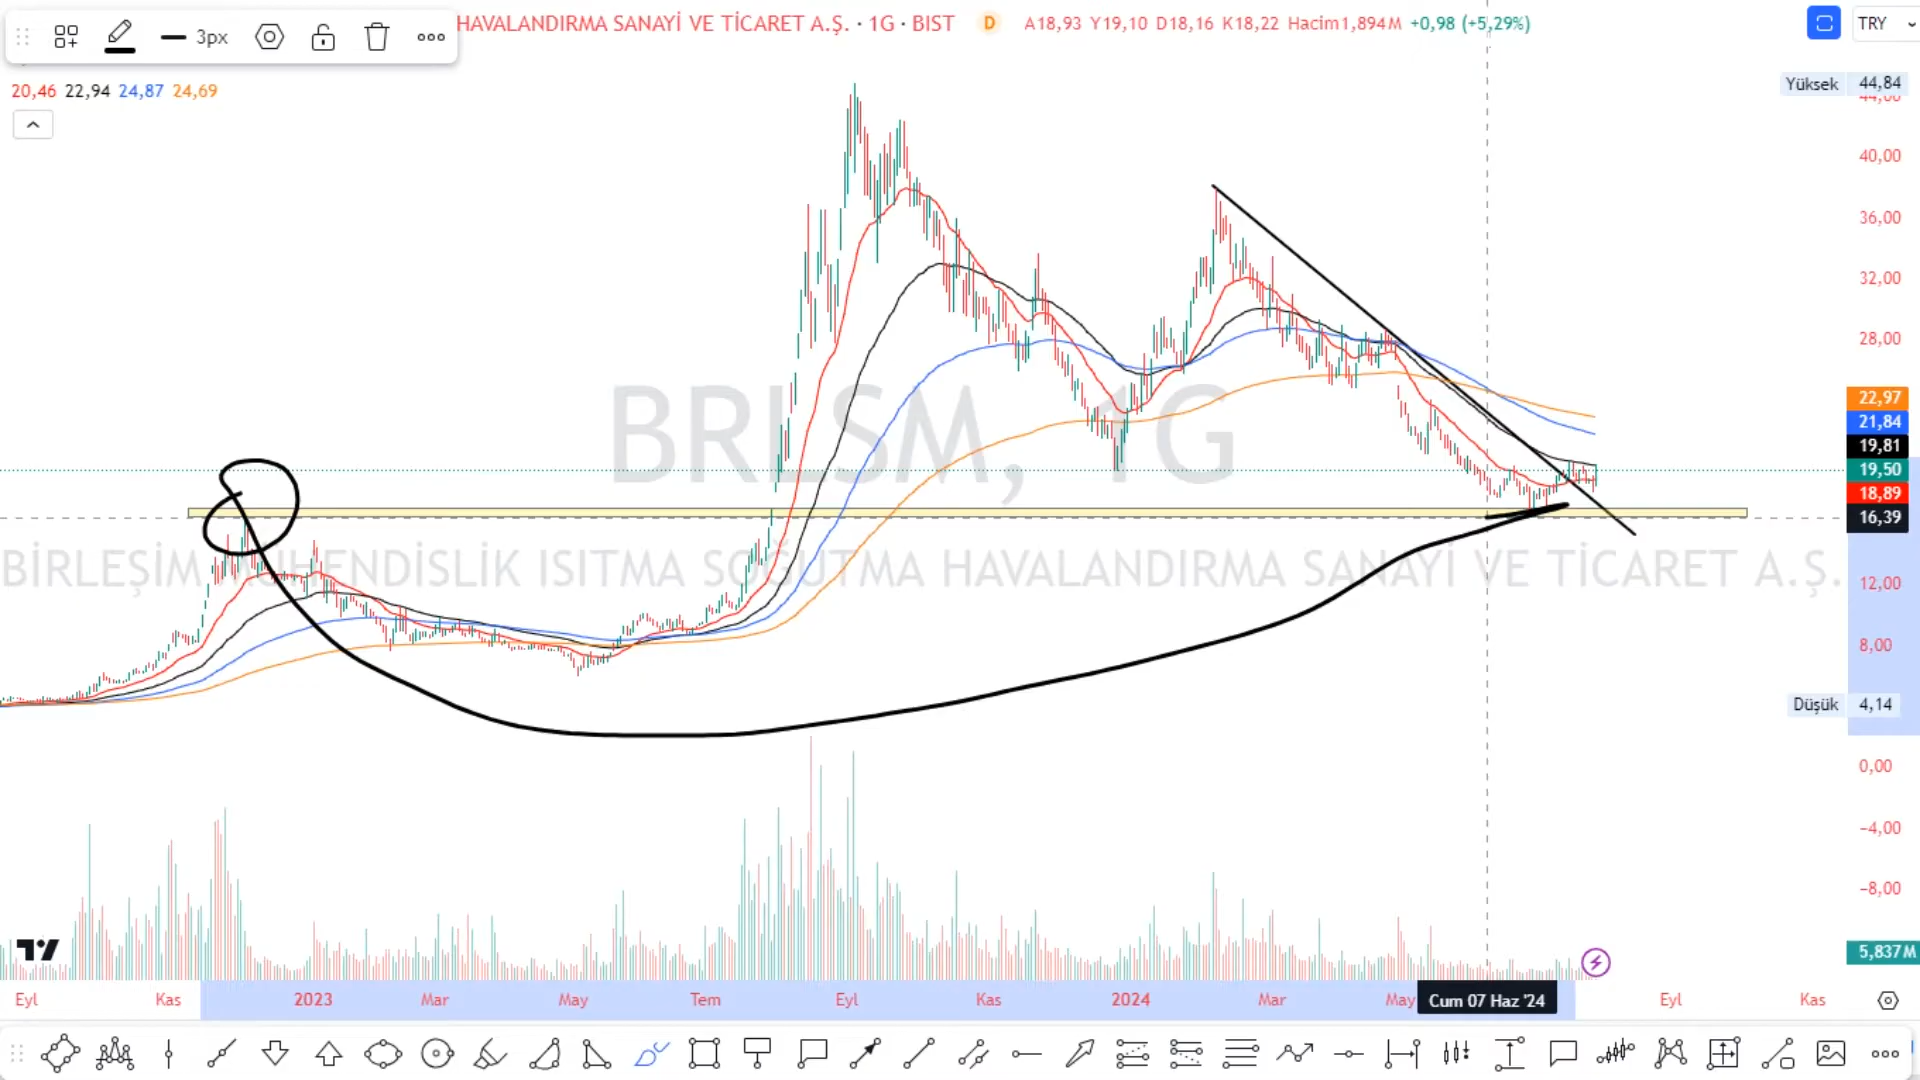 3px
HAVALANDIRMA SANAYİ VE TİCARET A.Ş. · 1G · BIST D A18,93 Y19,10 D18,16 K18,22 Hacim1,894M +0,98 (+5,29%)
TRY
20,46 22,94 24,87 24,69
Yüksek 44,84
40,00
36,00
32,00
28,00
22,97
21,84
19,81
19,50
18,89
16,39
BRLSM, 1G
BİRLEŞİM MÜHENDİSLİK ISITMA SOĞUTMA HAVALANDIRMA SANAYİ VE TİCARET A.Ş.
12,00
8,00
Düşük 4,14
0,00
−4,00
−8,00
5,837M
Eyl Kas 2023 Mar May Tem Eyl Kas 2024 Mar May Cum 07 Haz '24 Eyl Kas